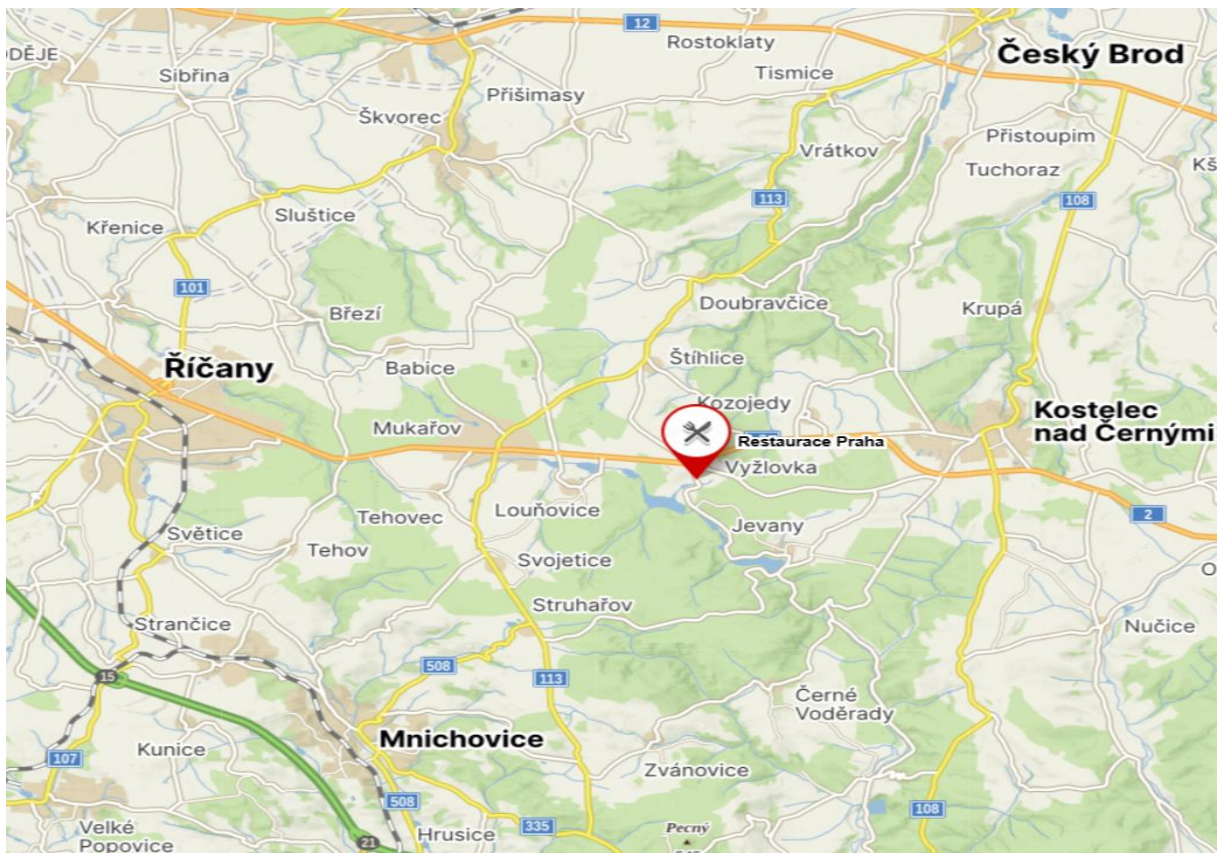 12
Rostoklaty
Český Brod
ODĚJE
Sibřina
Tismice
Přišimasy
Škvorec
Přistoupim
Vrátkov
Tuchoraz
Kš
113
108
Sluštice
Křenice
101
Březí
Doubravčice
Krupá
Štíhlice
Říčany
Babice
Kozojedy
Kostelec
nad Černými
Mukařov
Restaurace Praha
Vyžlovka
Louňovice
Tehovec
2
Jevany
Světice
Tehov
Svojetice
O
Struhařov
Strančice
Nučice
508
15
113
Černé
Voděrady
Mnichovice
Kunice
107
Zvánovice
508
108
335
Velké
Popovice
21
Hrusice
Pecný